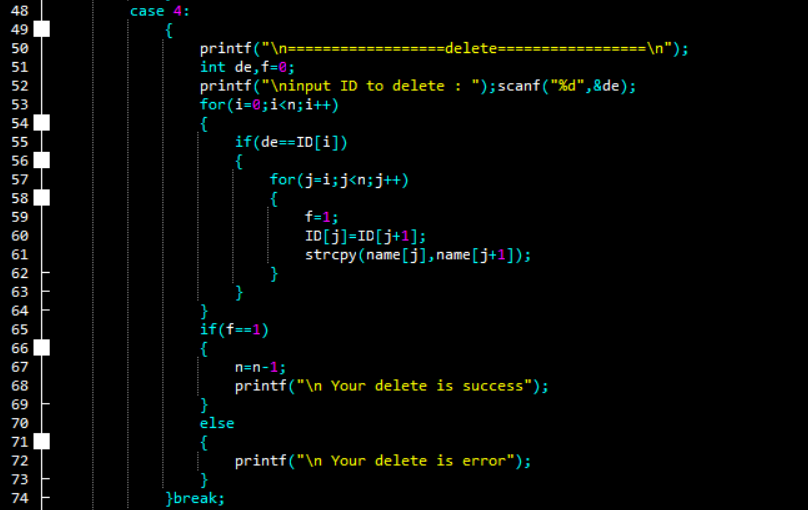 48 case 4:
49 {
50 printf("\n==================delete=================\n");
51 int de,f=0;
52 printf("\ninput ID to delete : ");scanf("%d",&de);
53 for(i=0;i<n;i++)
54 {
55 if(de==ID[i])
56 {
57 for(j=i;j<n;j++)
58 {
59 f=1;
60 ID[j]=ID[j+1];
61 strcpy(name[j],name[j+1]);
62 }
63 }
64 }
65 if(f==1)
66 {
67 n=n-1;
68 printf("\n Your delete is success");
69 }
70 else
71 {
72 printf("\n Your delete is error");
73 }
74 }break;